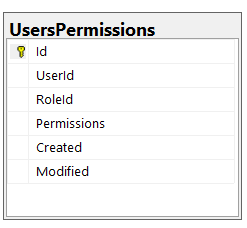 UsersPermissions
Id
UserId
RoleId
Permissions
Created
Modified